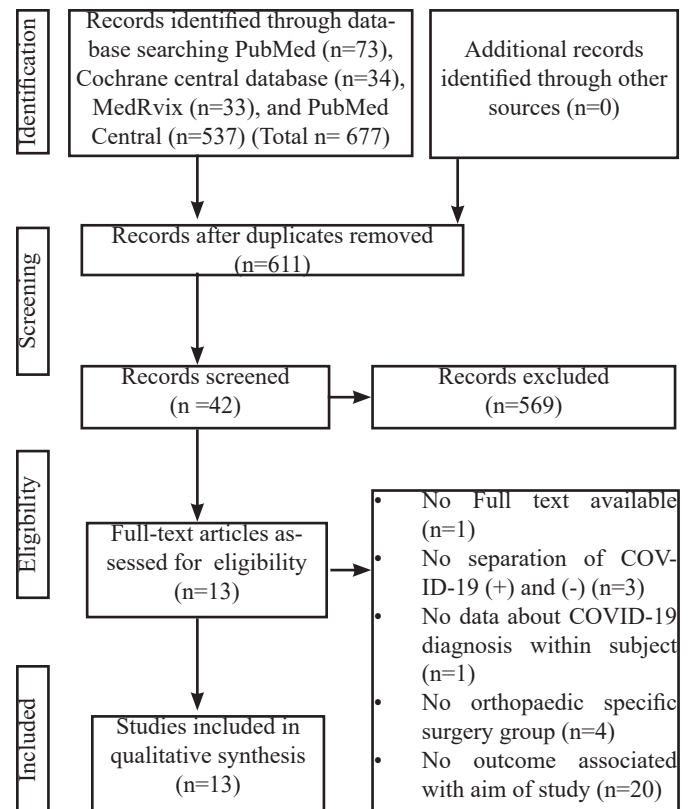 Identification
Records identified through data-
base searching PubMed (n=73),
Cochrane central database (n=34),
MedRvix (n=33), and PubMed
Central (n=537) (Total n= 677)
Additional records
identified through other
sources (n=0)
Screening
Records after duplicates removed
(n=611)
Records screened
(n =42)
Records excluded
(n=569)
Eligibility
Full-text articles as-
sessed for eligibility
(n=13)
• No Full text available
(n=1)
• No separation of COV-
ID-19 (+) and (-) (n=3)
• No data about COVID-19
diagnosis within subject
(n=1)
• No orthopaedic specific
surgery group (n=4)
• No outcome associated
with aim of study (n=20)
Included
Studies included in
qualitative synthesis
(n=13)